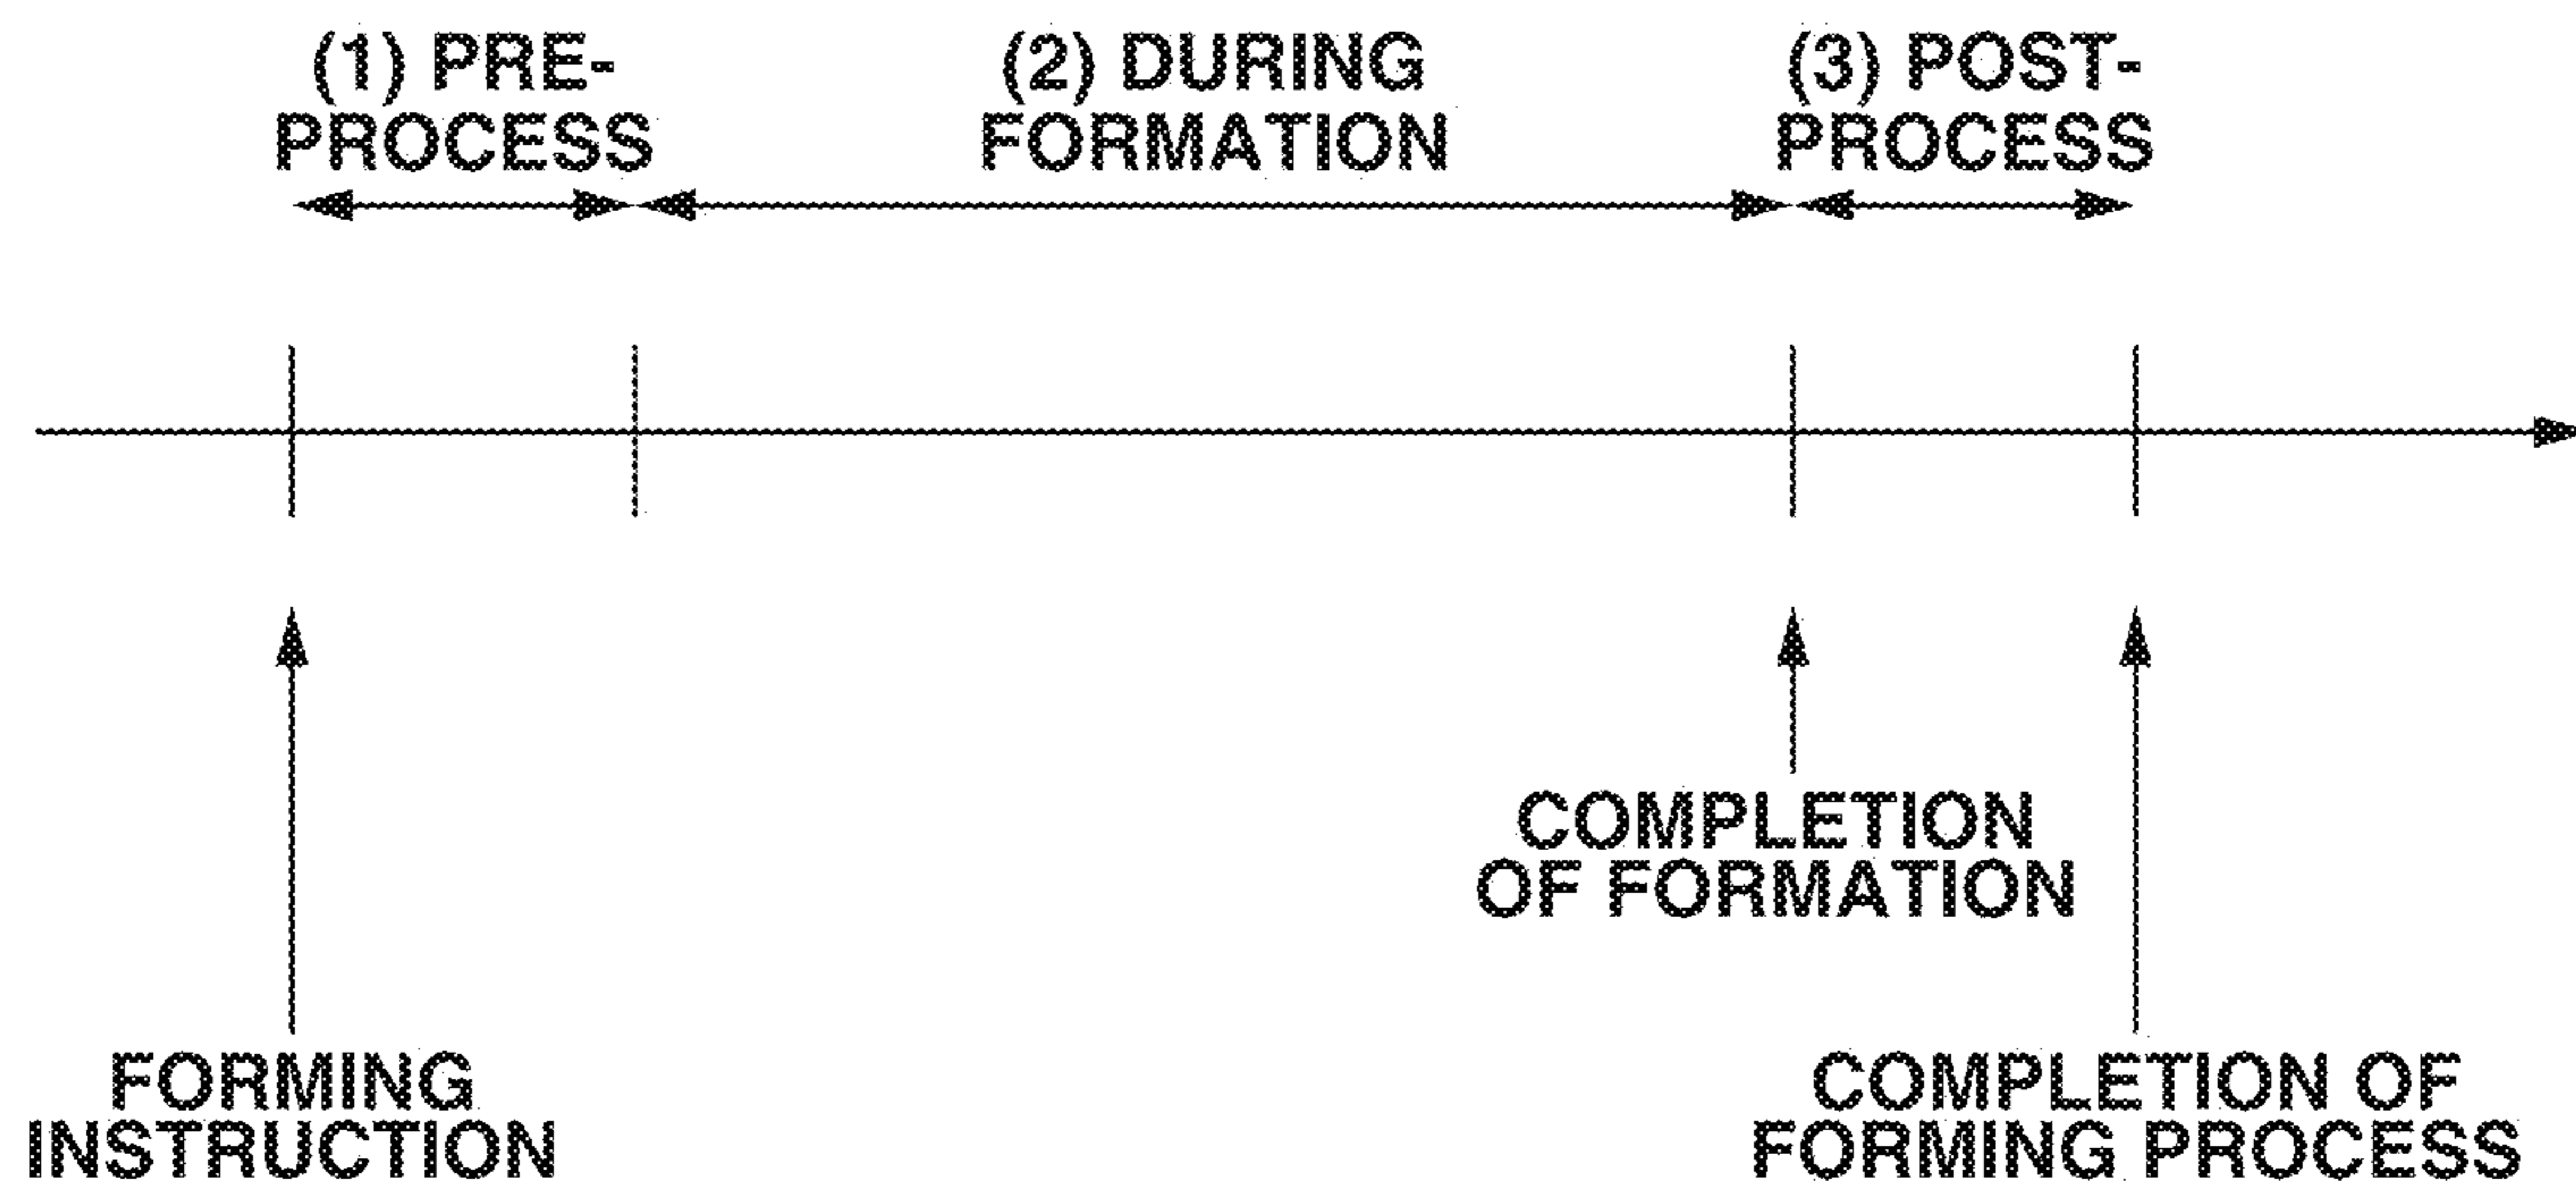 (1) PRE-
PROCESS
(2) DURING
FORMATION
(3) POST-
PROCESS
COMPLETION
OF FORMATION
FORMING
INSTRUCTION
COMPLETION OF
FORMING PROCESS